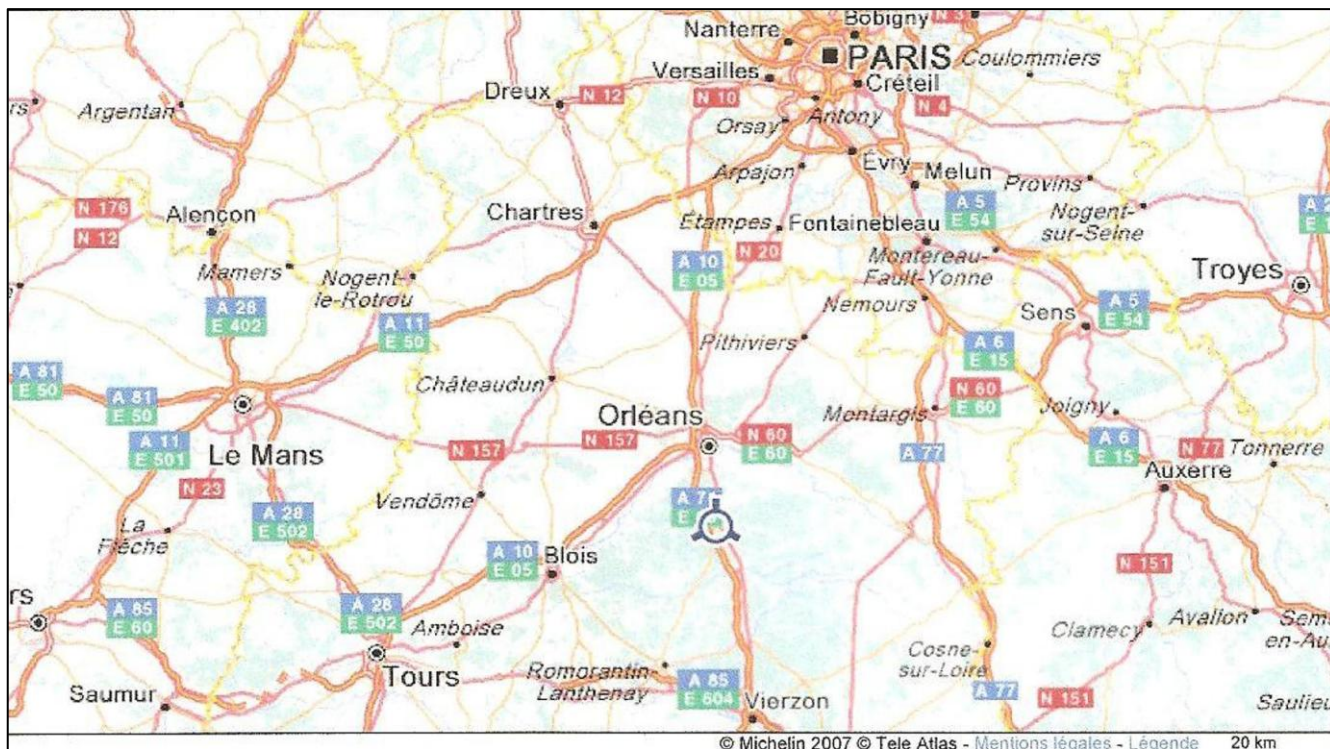 Bobigny
N 3
Nanterre
PARIS
Coulommiers
Versailles
Créteil
Dreux
N 12
N 10
N 4
Argentan
Antony
Orsay
Évry
Melun
Arpajon
Provins
N 176
Alençon
Chartres
Étampes
Fontainebleau
A 5
E 54
Nogent-
sur-Seine
N 12
N 20
Montereau-
Fault-Yonne
Mamers
Nogent-
le-Rotrou
A 10
E 05
Troyes
A 28
E 402
Nemours
A 5
E 54
Sens
A 11
E 50
Pithiviers
A 6
E 15
A 81
E 50
A 81
E 50
Châteaudun
N 60
E 60
Orléans
Montargis
Joigny
A 11
E 501
Le Mans
N 157
N 157
N 60
E 60
A 77
A 6
E 15
N 77
Tonnerre
N 23
Vendôme
Auxerre
A 28
E 502
La
Flèche
A 10
E 05
Blois
N 151
rs
A 85
E 60
A 28
E 502
Amboise
Clamecy
Avallon
Cosne-
sur-Loire
Tours
Romorantin-
Lanthenay
A 85
E 604
A 77
N 151
Saumur
Vierzon
Saulieu
© Michelin 2007 © Tele Atlas - Mentions légales - Légende 20 km